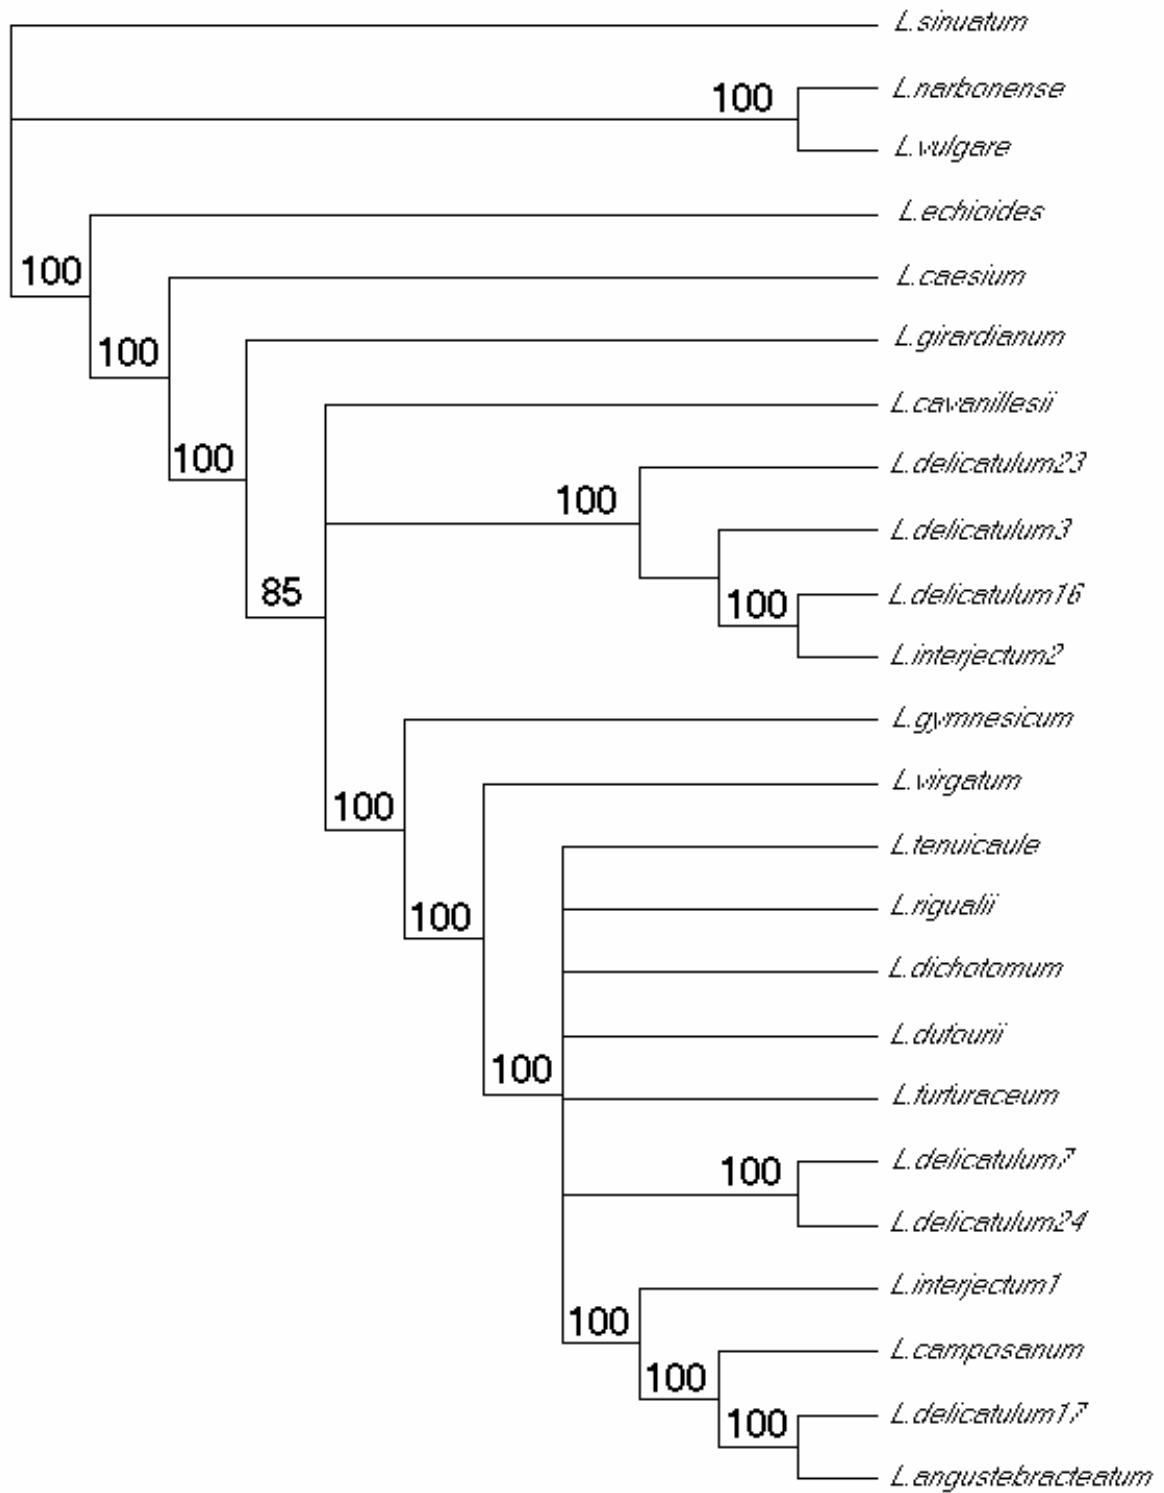 L.sinuatum
100
L.narbonense
L.vulgare
L.echioides
100
L.caesium
100
L.girardianum
100
L.cavanillesii
L.delicatulum23
100
L.delicatulum3
85
L.delicatulum16
100
L.interjectum2
L.gymnesicum
L.virgatum
100
L.tenuicaule
L.rigualii
100
L.dichotomum
L.dufourii
100
L.furfuraceum
L.delicatulum7
100
L.delicatulum24
L.interjectum1
100
L.camposanum
100
L.delicatulum17
100
L.angustebracteatum